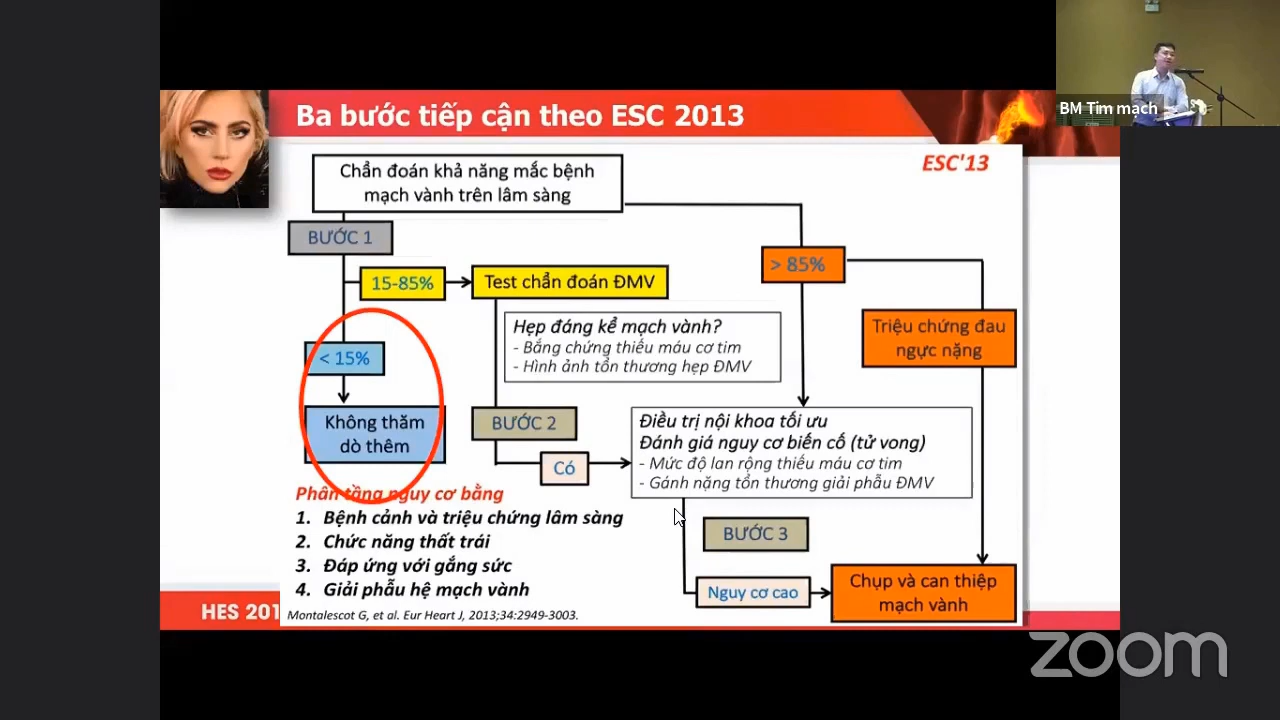 BM Tim mạch
Ba bước tiếp cận theo ESC 2013
ESC'13
Chẩn đoán khả năng mắc bệnh
mạch vành trên lâm sàng
BƯỚC 1
> 85%
15-85%
Test chẩn đoán ĐMV
Hẹp đáng kể mạch vành?
- Bằng chứng thiếu máu cơ tim
- Hình ảnh tổn thương hẹp ĐMV
Triệu chứng đau
ngực nặng
< 15%
Không thăm
dò thêm
BƯỚC 2
Có
Điều trị nội khoa tối ưu
Đánh giá nguy cơ biến cố (tử vong)
- Mức độ lan rộng thiếu máu cơ tim
- Gánh nặng tổn thương giải phẫu ĐMV
Phân tầng nguy cơ bằng
1. Bệnh cảnh và triệu chứng lâm sàng
2. Chức năng thất trái
3. Đáp ứng với gắng sức
4. Giải phẫu hệ mạch vành
BƯỚC 3
Nguy cơ cao
Chụp và can thiệp
mạch vành
HES 201
Montalescot G, et al. Eur Heart J, 2013;34:2949-3003.
zoom